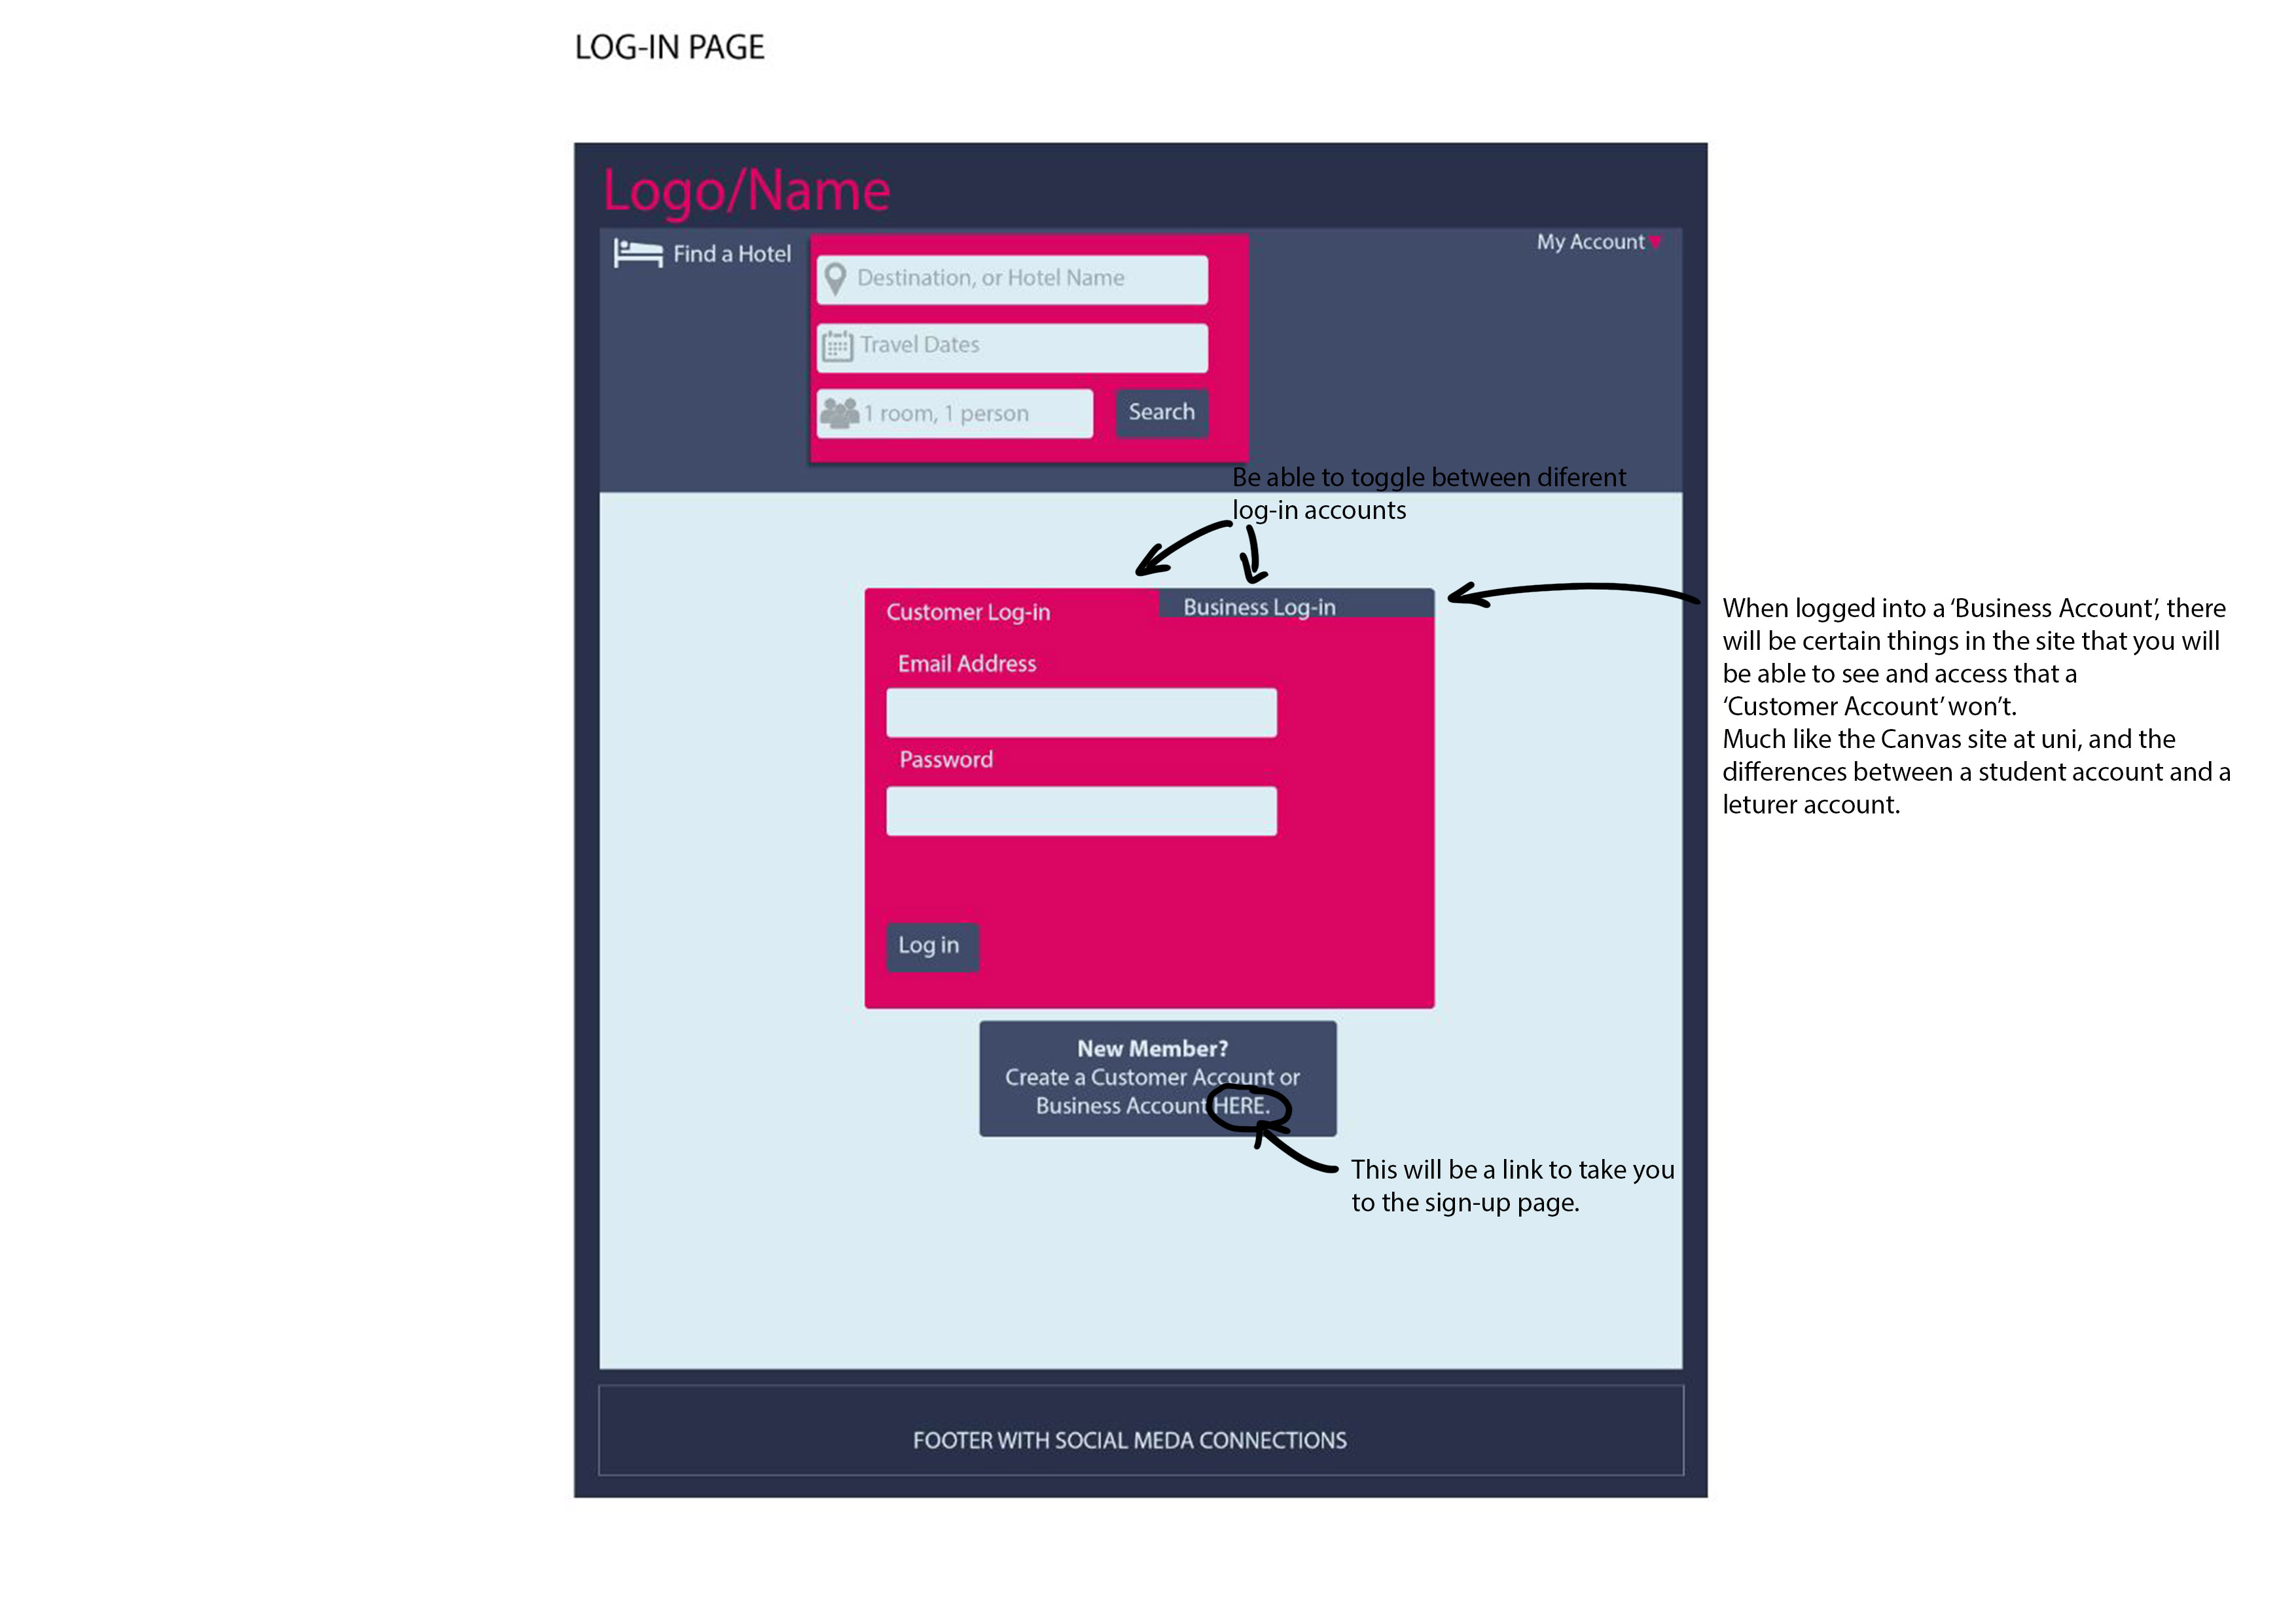 LOG-IN PAGE
Logo/Name
Find a Hotel
My Account
Destination, or Hotel Name
Travel Dates
1 room, 1 person
Search
Be able to toggle between diferent
log-in accounts
Customer Log-in
Business Log-in
Email Address
Password
Log in
When logged into a ‘Business Account’, there
will be certain things in the site that you will
be able to see and access that a
‘Customer Account’ won’t.
Much like the Canvas site at uni, and the
differences between a student account and a
leturer account.
New Member?
Create a Customer Account or
Business Account HERE.
This will be a link to take you
to the sign-up page.
FOOTER WITH SOCIAL MEDA CONNECTIONS